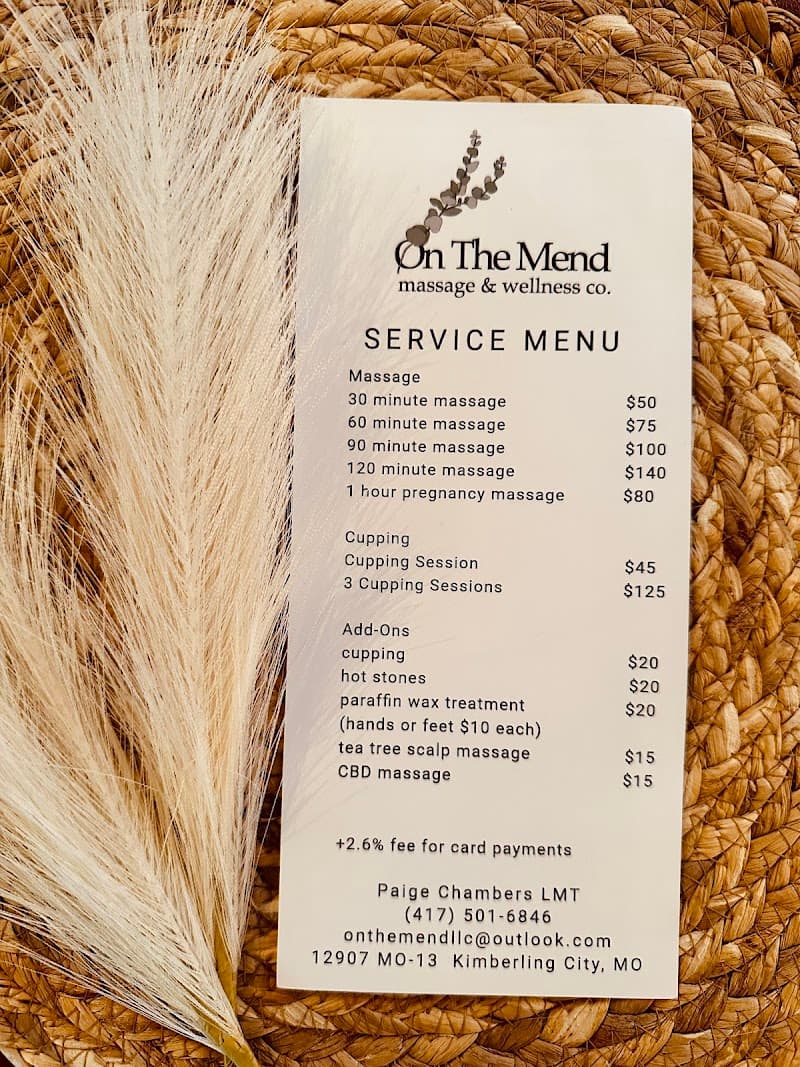 On The Mend
massage & wellness co.
SERVICE MENU
Massage
30 minute massage $50
60 minute massage $75
90 minute massage $100
120 minute massage $140
1 hour pregnancy massage $80
Cupping
Cupping Session $45
3 Cupping Sessions $125
Add-Ons
cupping $20
hot stones $20
paraffin wax treatment $20
(hands or feet $10 each)
tea tree scalp massage $15
CBD massage $15
+2.6% fee for card payments
Paige Chambers LMT
(417) 501-6846
onthemendllc@outlook.com
12907 MO-13 Kimberling City, MO